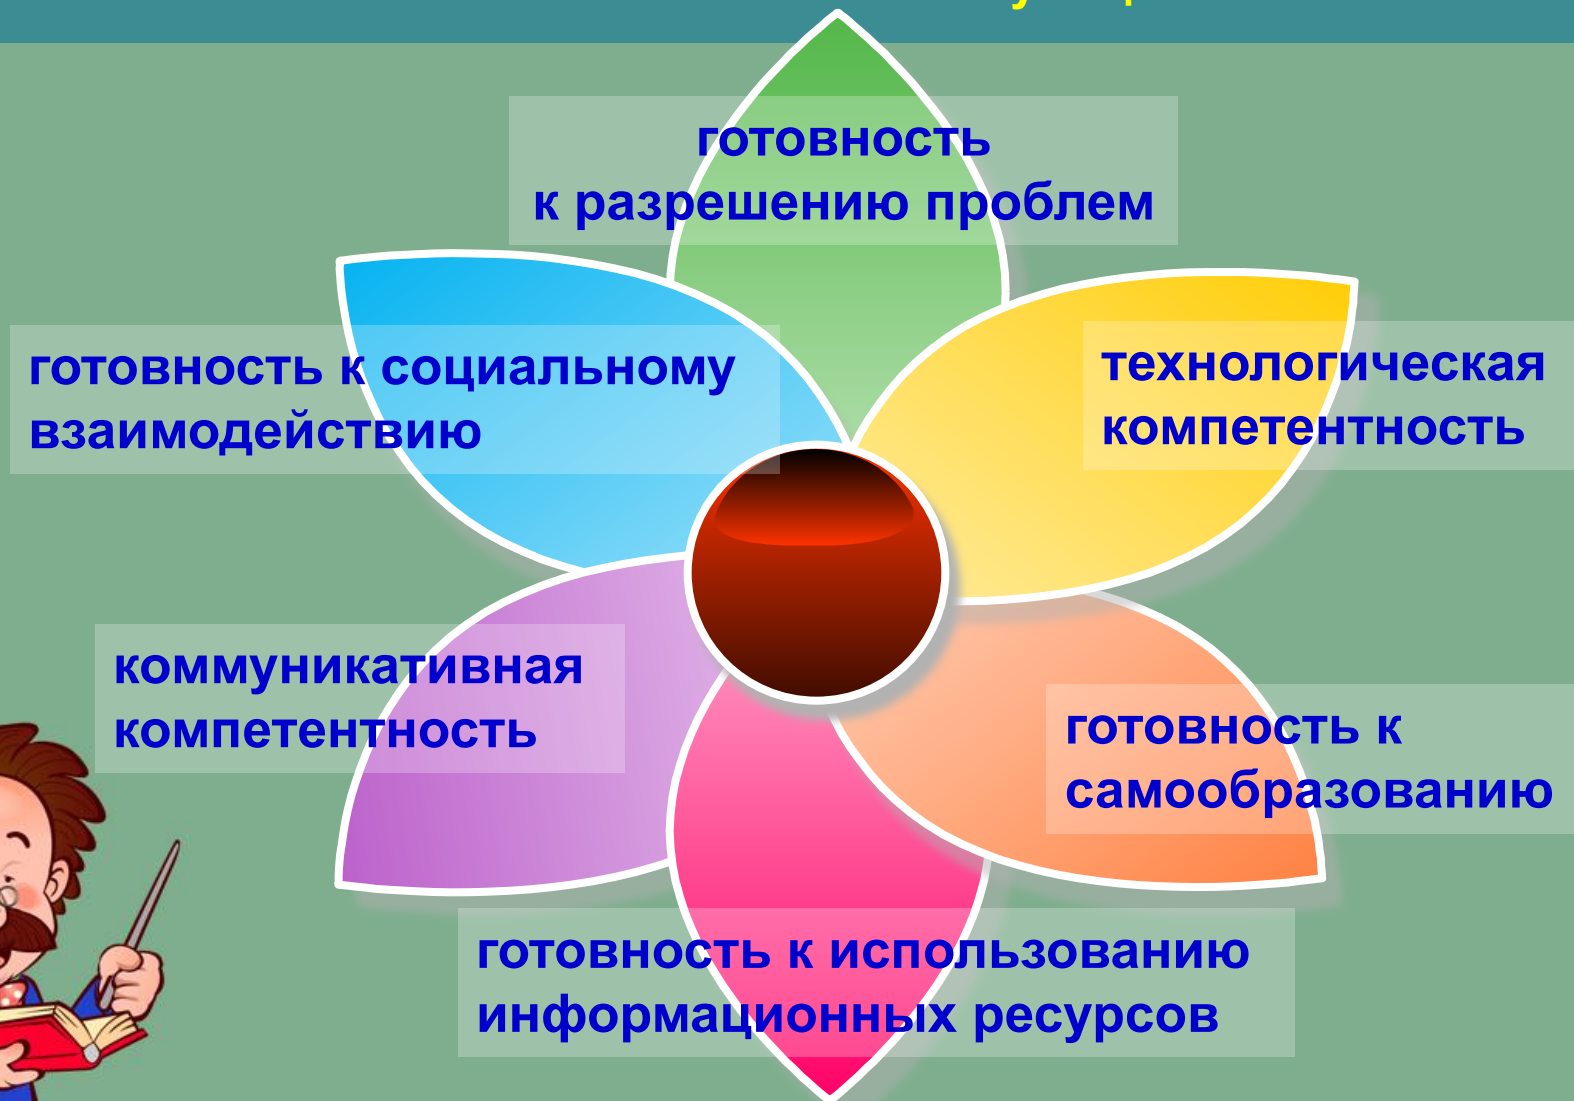 готовность
к разрешению проблем
готовность к социальному
взаимодействию
технологическая
компетентность
коммуникативная
компетентность
готовность к
самообразованию
готовность к использованию
информационных ресурсов